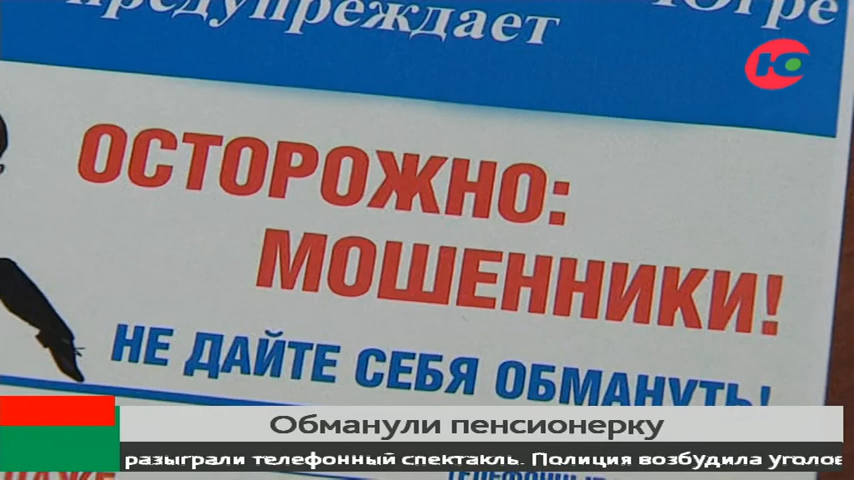 предупреждает
Югре
Ю
ОСТОРОЖНО:
МОШЕННИКИ!
НЕ ДАЙТЕ СЕБЯ ОБМАНУТЬ!
Обманули пенсионерку
разыграли телефонный спектакль. Полиция возбудила уголов